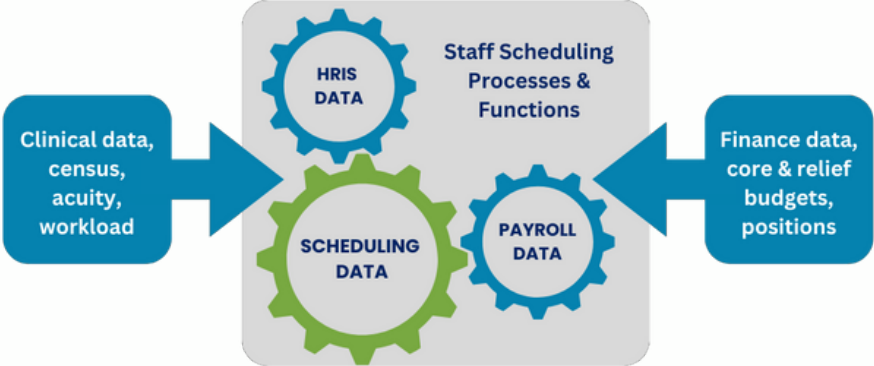 Clinical data,
census,
acuity,
workload
HRIS
DATA
Staff Scheduling
Processes &
Functions
SCHEDULING
DATA
PAYROLL
DATA
Finance data,
core & relief
budgets,
positions